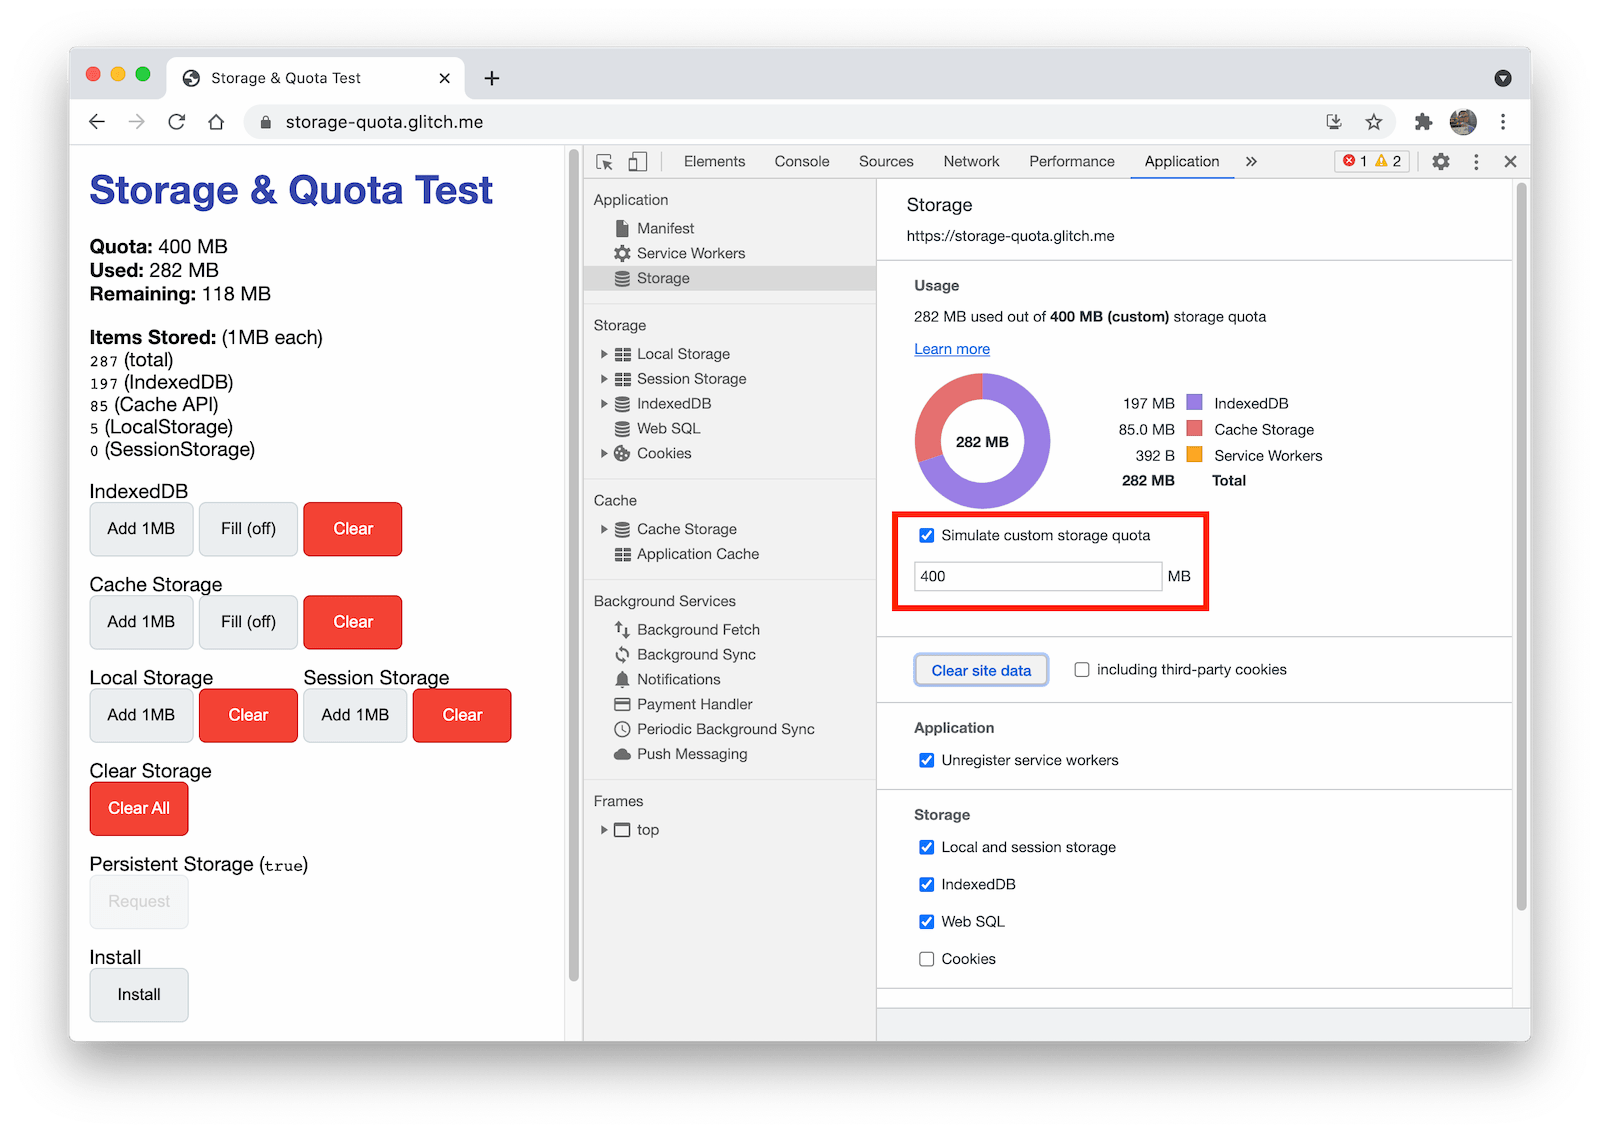 Storage & Quota Test
storage-quota.glitch.me
Storage & Quota Test
Quota: 400 MB
Used: 282 MB
Remaining: 118 MB
Items Stored: (1MB each)
287 (total)
197 (IndexedDB)
85 (Cache API)
5 (LocalStorage)
0 (SessionStorage)
IndexedDB
Add 1MB Fill (off) Clear
Cache Storage
Add 1MB Fill (off) Clear
Local Storage Session Storage
Add 1MB Clear Add 1MB Clear
Clear Storage
Clear All
Persistent Storage (true)
Request
Install
Install
Elements Console Sources Network Performance Application » 1 2
Application
Manifest
Service Workers
Storage
Storage
Local Storage
Session Storage
IndexedDB
Web SQL
Cookies
Cache
Cache Storage
Application Cache
Background Services
Background Fetch
Background Sync
Notifications
Payment Handler
Periodic Background Sync
Push Messaging
Frames
top
Storage
https://storage-quota.glitch.me
Usage
282 MB used out of 400 MB (custom) storage quota
Learn more
282 MB
197 MB IndexedDB
85.0 MB Cache Storage
392 B Service Workers
282 MB Total
Simulate custom storage quota
400 MB
Clear site data including third-party cookies
Application
Unregister service workers
Storage
Local and session storage
IndexedDB
Web SQL
Cookies